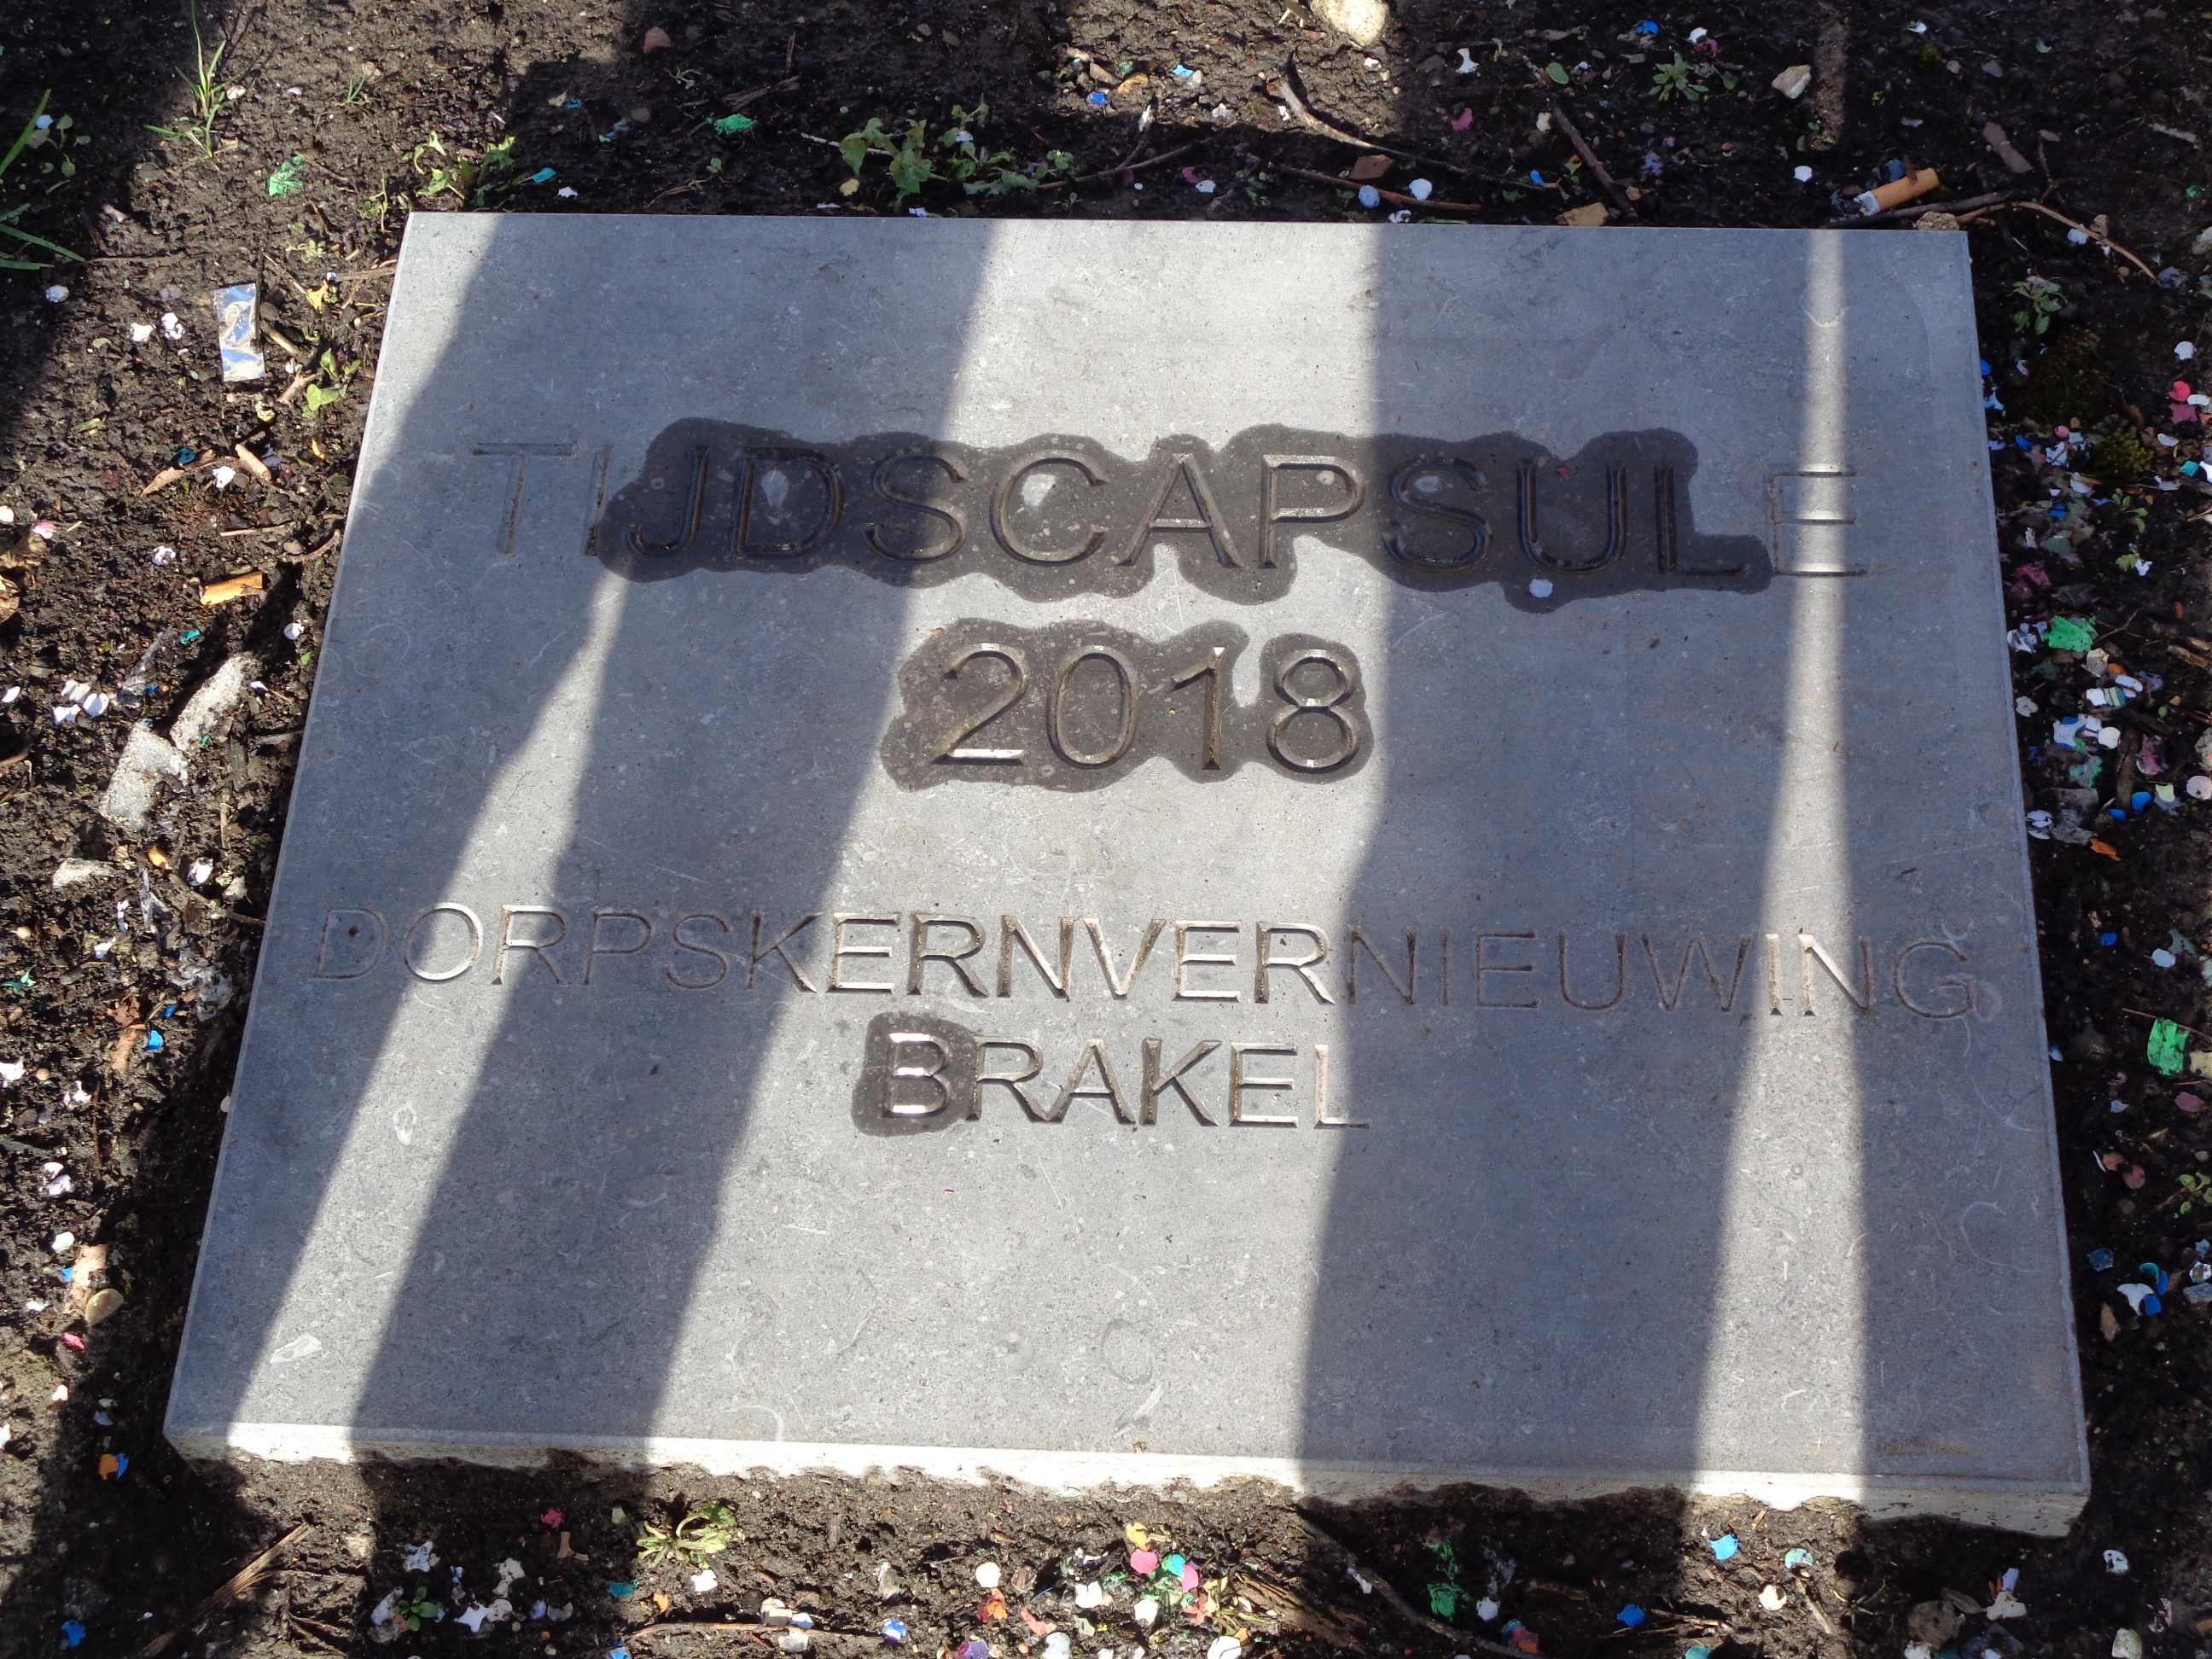 TIJDSCAPSULE
2018
DORPSKERNVERNIEUWING
BRAKEL